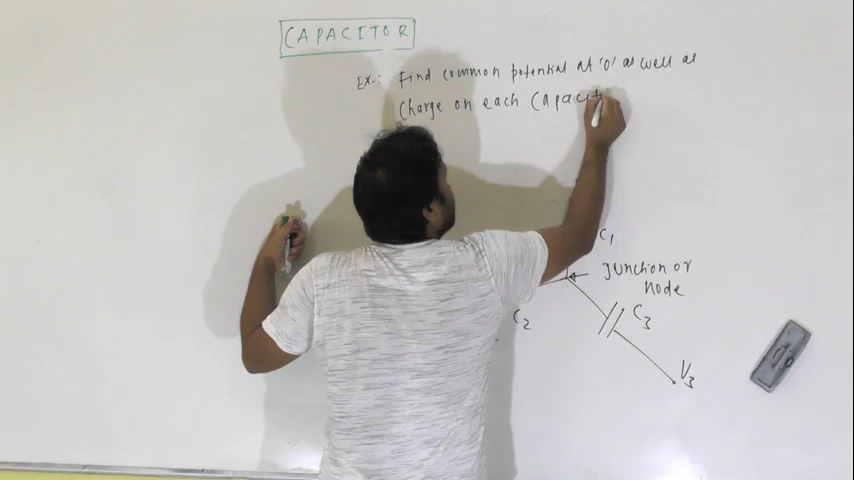 CAPACITOR
Ex-: Find common potential at 'O' as well as
Charge on each Capacit
C1
Junction or
Node
C2
C3
V3